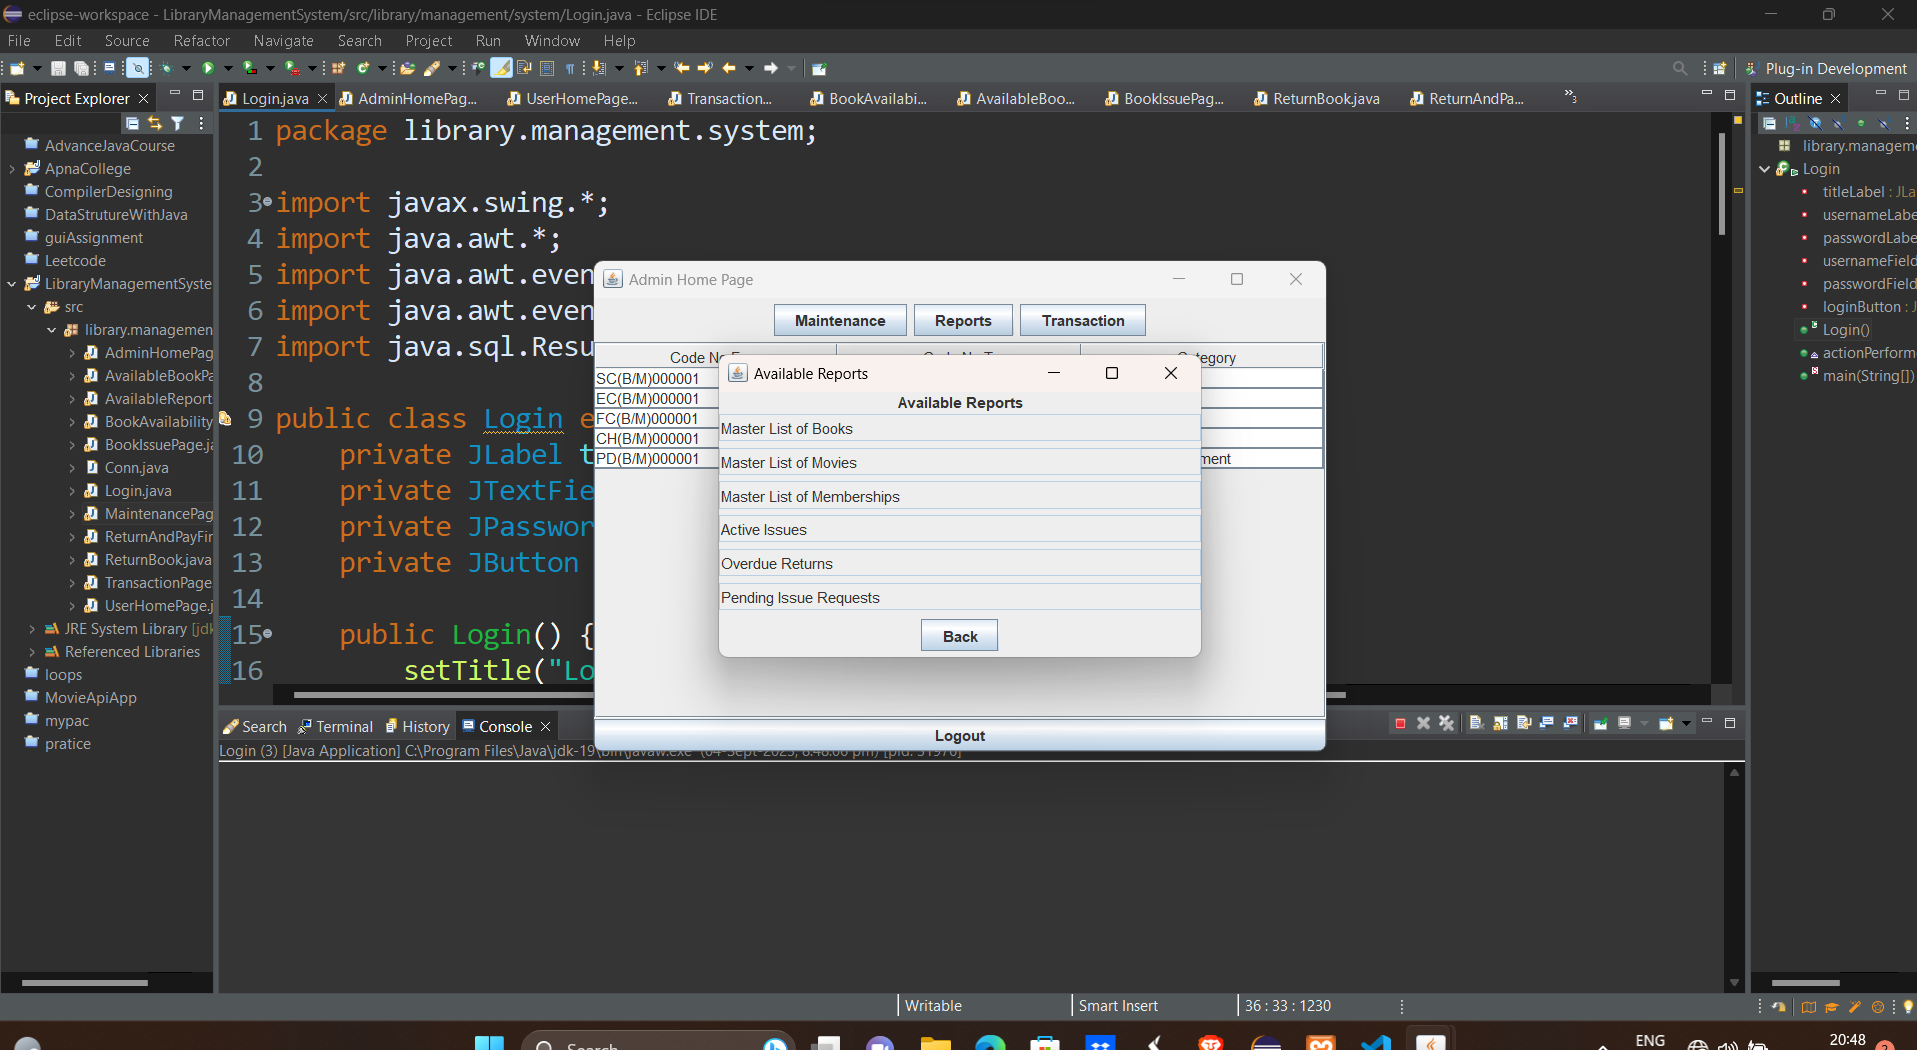 eclipse-workspace - LibraryManagementSystem/src/library/management/system/Login.java - Eclipse IDE
File Edit Source Refactor Navigate Search Project Run Window Help
Plug-in Development
Project Explorer
Login.java AdminHomePag... UserHomePage... Transaction... BookAvailabi... AvailableBoo... BookIssuePag... ReturnBook.java ReturnAndPa... »3
Outline
AdvanceJavaCourse
ApnaCollege
CompilerDesigning
DataStrutureWithJava
guiAssignment
Leetcode
LibraryManagementSyste
src
library.managemen
AdminHomePag
AvailableBookPa
AvailableReport
BookAvailability
BookIssuePage.ja
Conn.java
Login.java
MaintenancePag
ReturnAndPayFin
ReturnBook.java
TransactionPage
UserHomePage.j
JRE System Library [jdk
Referenced Libraries
loops
MovieApiApp
mypac
pratice
1 package library.management.system;
2
3 import javax.swing.*;
4 import java.awt.*;
5 import java.awt.even
6 import java.awt.even
7 import java.sql.Resu
8
9 public class Login e
10 private JLabel t
11 private JTextFie
12 private JPasswor
13 private JButton
14
15 public Login() {
16 setTitle("Lo
Admin Home Page
Maintenance Reports Transaction
SC(B/M)000001
EC(B/M)000001
FC(B/M)000001
CH(B/M)000001
PD(B/M)000001
ment
Available Reports
Available Reports
Master List of Books
Master List of Movies
Master List of Memberships
Active Issues
Overdue Returns
Pending Issue Requests
Back
Logout
library.managem
Login
titleLabel : JLa
usernameLabe
passwordLabe
usernameField
passwordField
loginButton : J
Login()
actionPerform
main(String[])
Search Terminal History Console
Login (3) [Java Application] C:\Program Files\Java\jdk-19
Writable
Smart Insert
36 : 33 : 1230
Search
ENG
20:48
2